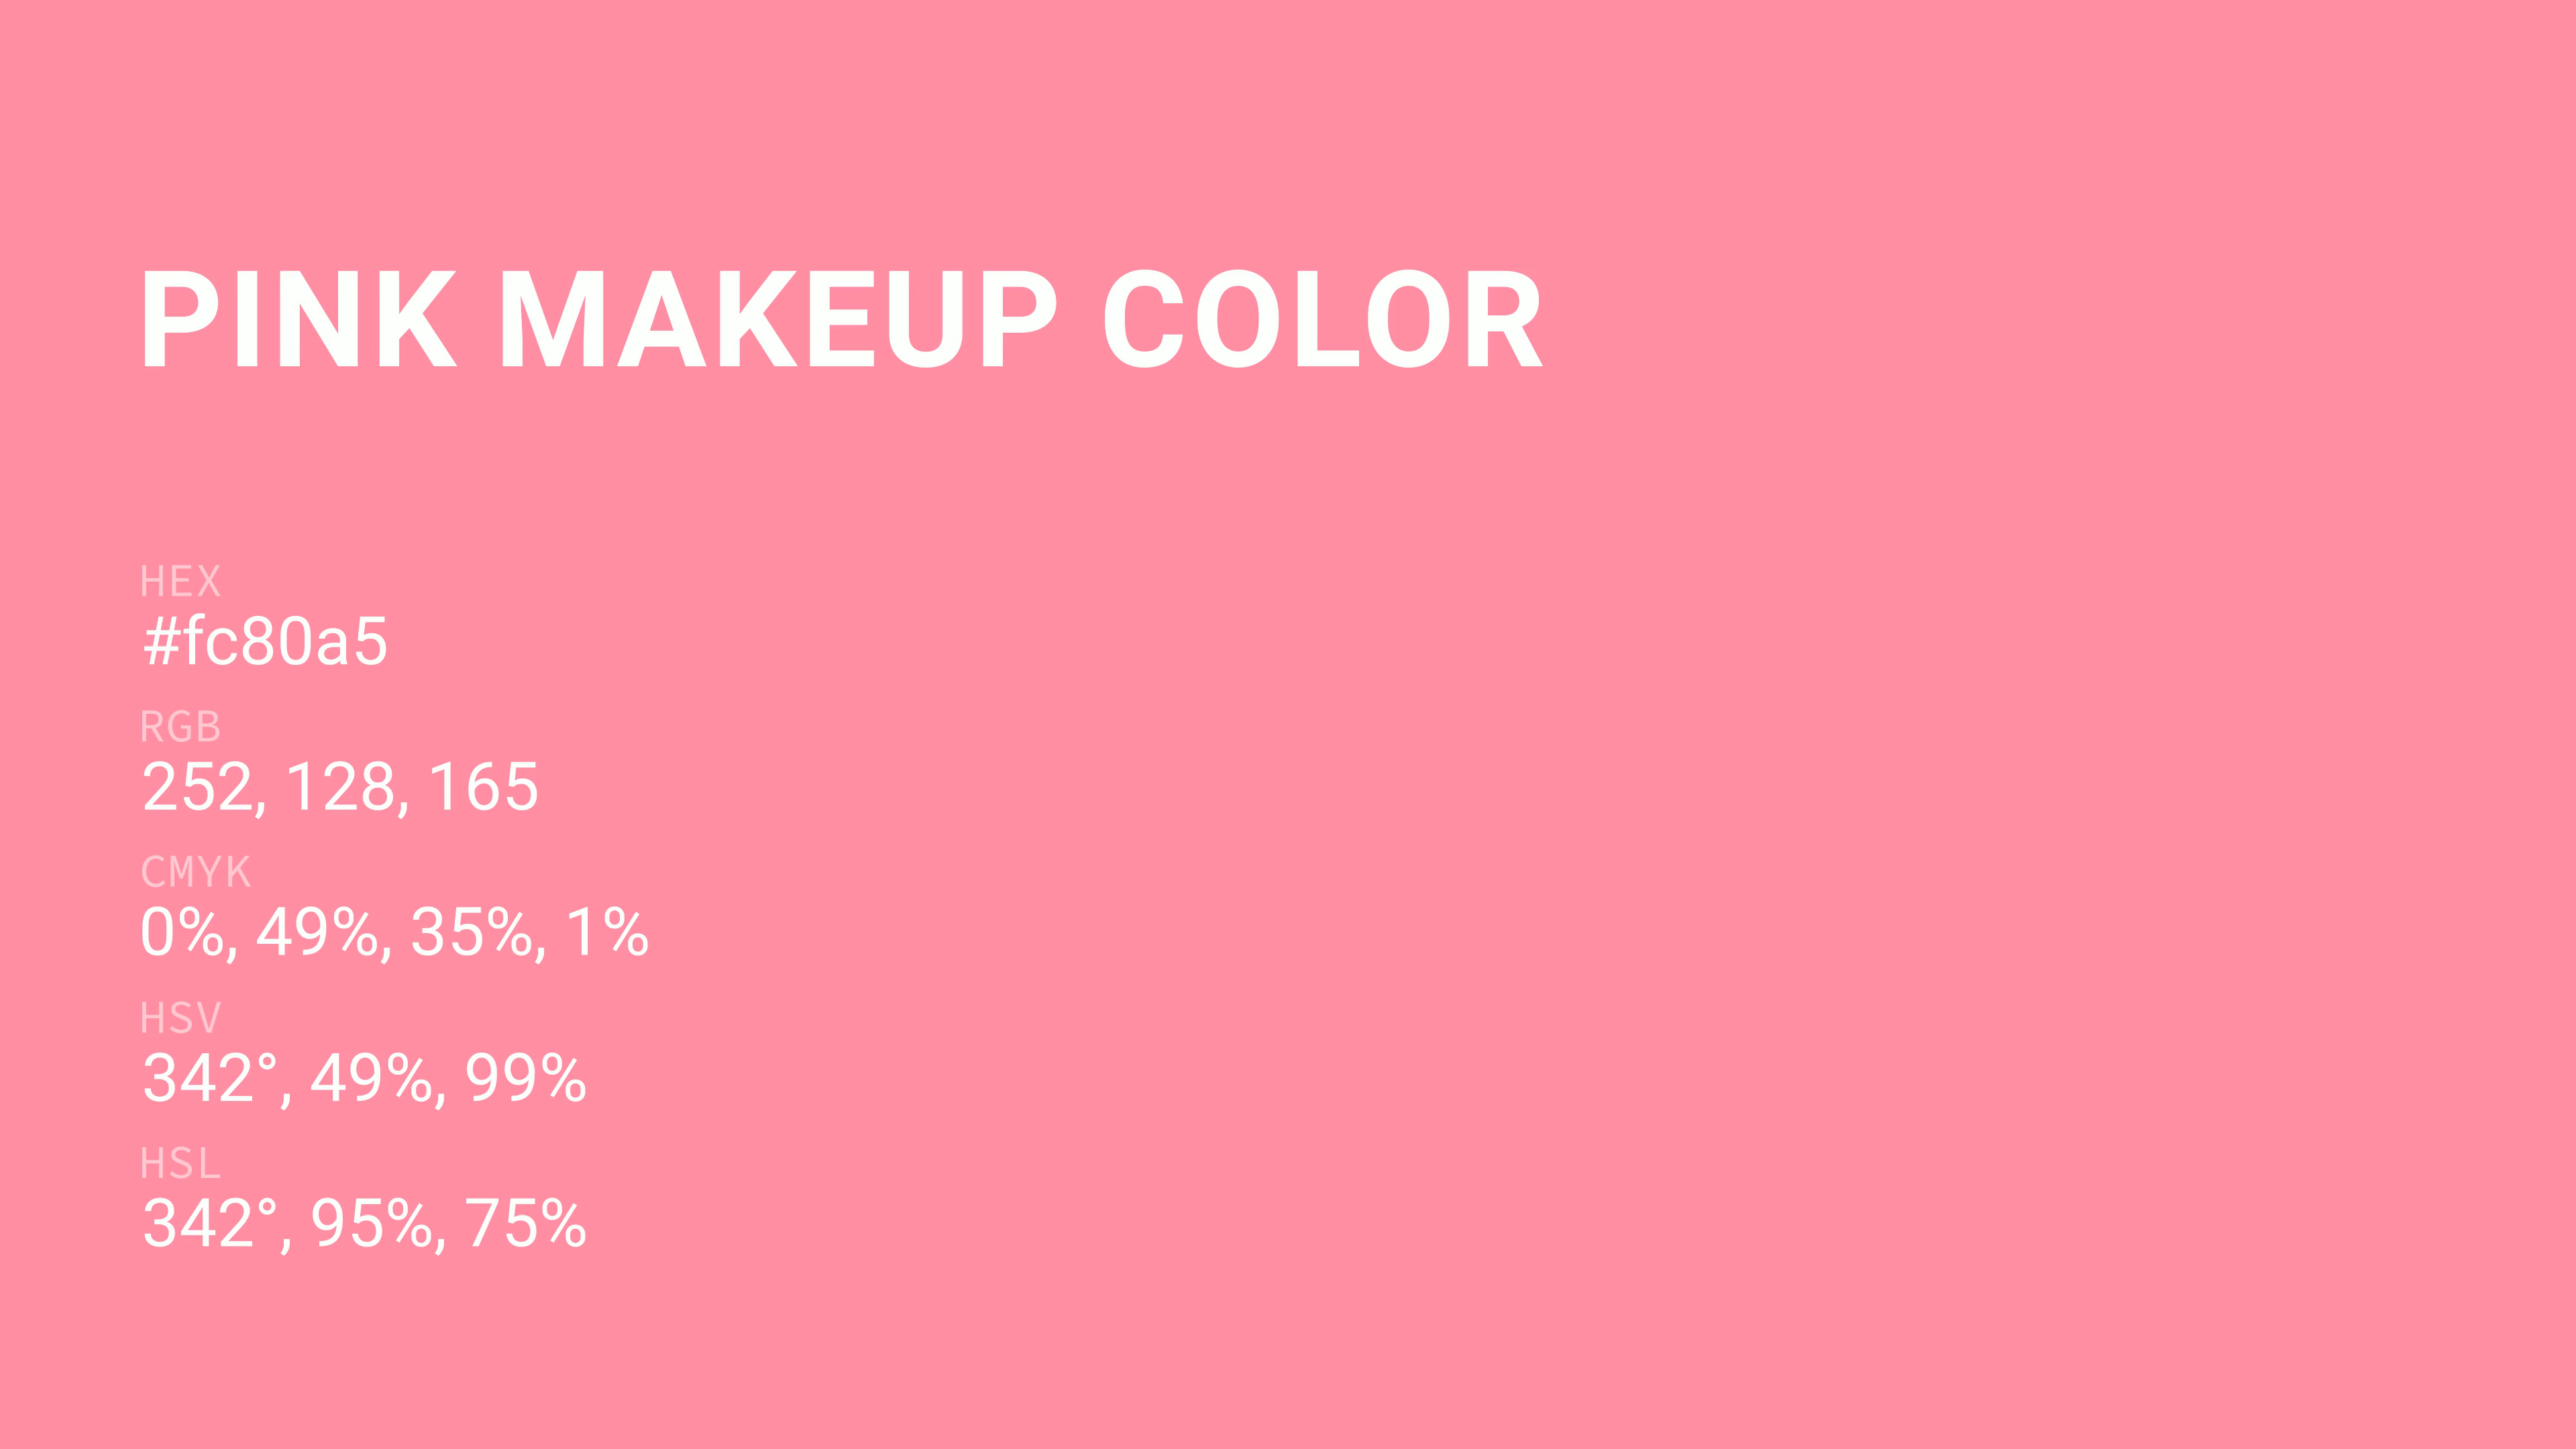 PINK MAKEUP COLOR
HEX
#fc80a5
RGB
252, 128, 165
CMYK
0%, 49%, 35%, 1%
HSV
342°, 49%, 99%
HSL
342°, 95%, 75%